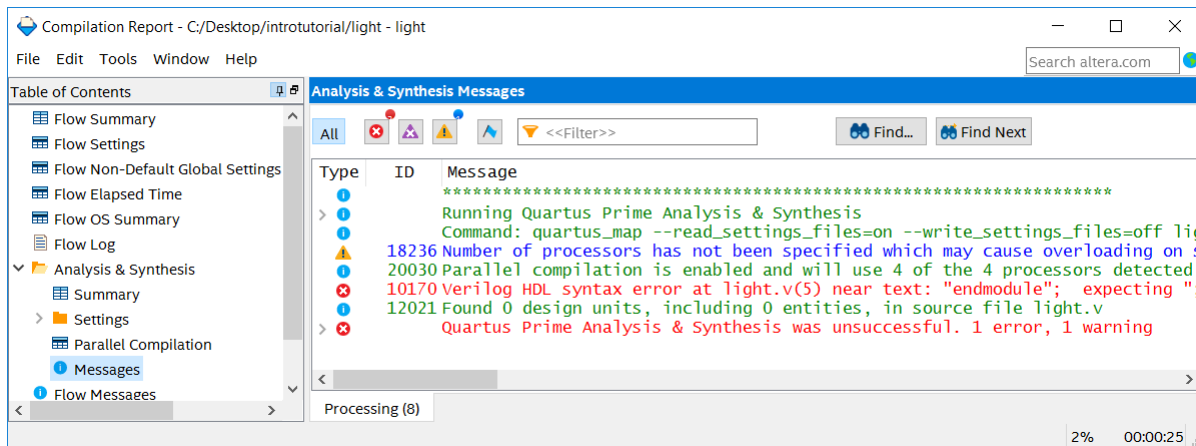 Compilation Report - C:/Desktop/introtutorial/light - light
File Edit Tools Window Help
Search altera.com
Table of Contents
Flow Summary
Flow Settings
Flow Non-Default Global Settings
Flow Elapsed Time
Flow OS Summary
Flow Log
Analysis & Synthesis
Summary
Settings
Parallel Compilation
Messages
Flow Messages
Analysis & Synthesis Messages
All <<Filter>> Find... Find Next
Type ID Message
*******************************************************************
Running Quartus Prime Analysis & Synthesis
Command: quartus_map --read_settings_files=on --write_settings_files=off lig
18236 Number of processors has not been specified which may cause overloading on s
20030 Parallel compilation is enabled and will use 4 of the 4 processors detected
10170 Verilog HDL syntax error at light.v(5) near text: "endmodule"; expecting "
12021 Found 0 design units, including 0 entities, in source file light.v
Quartus Prime Analysis & Synthesis was unsuccessful. 1 error, 1 warning
Processing (8)
2% 00:00:25